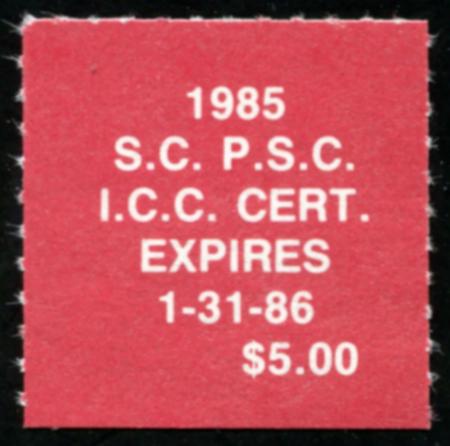 1985
S.C. P.S.C.
I.C.C. CERT.
EXPIRES
1-31-86
$5.00